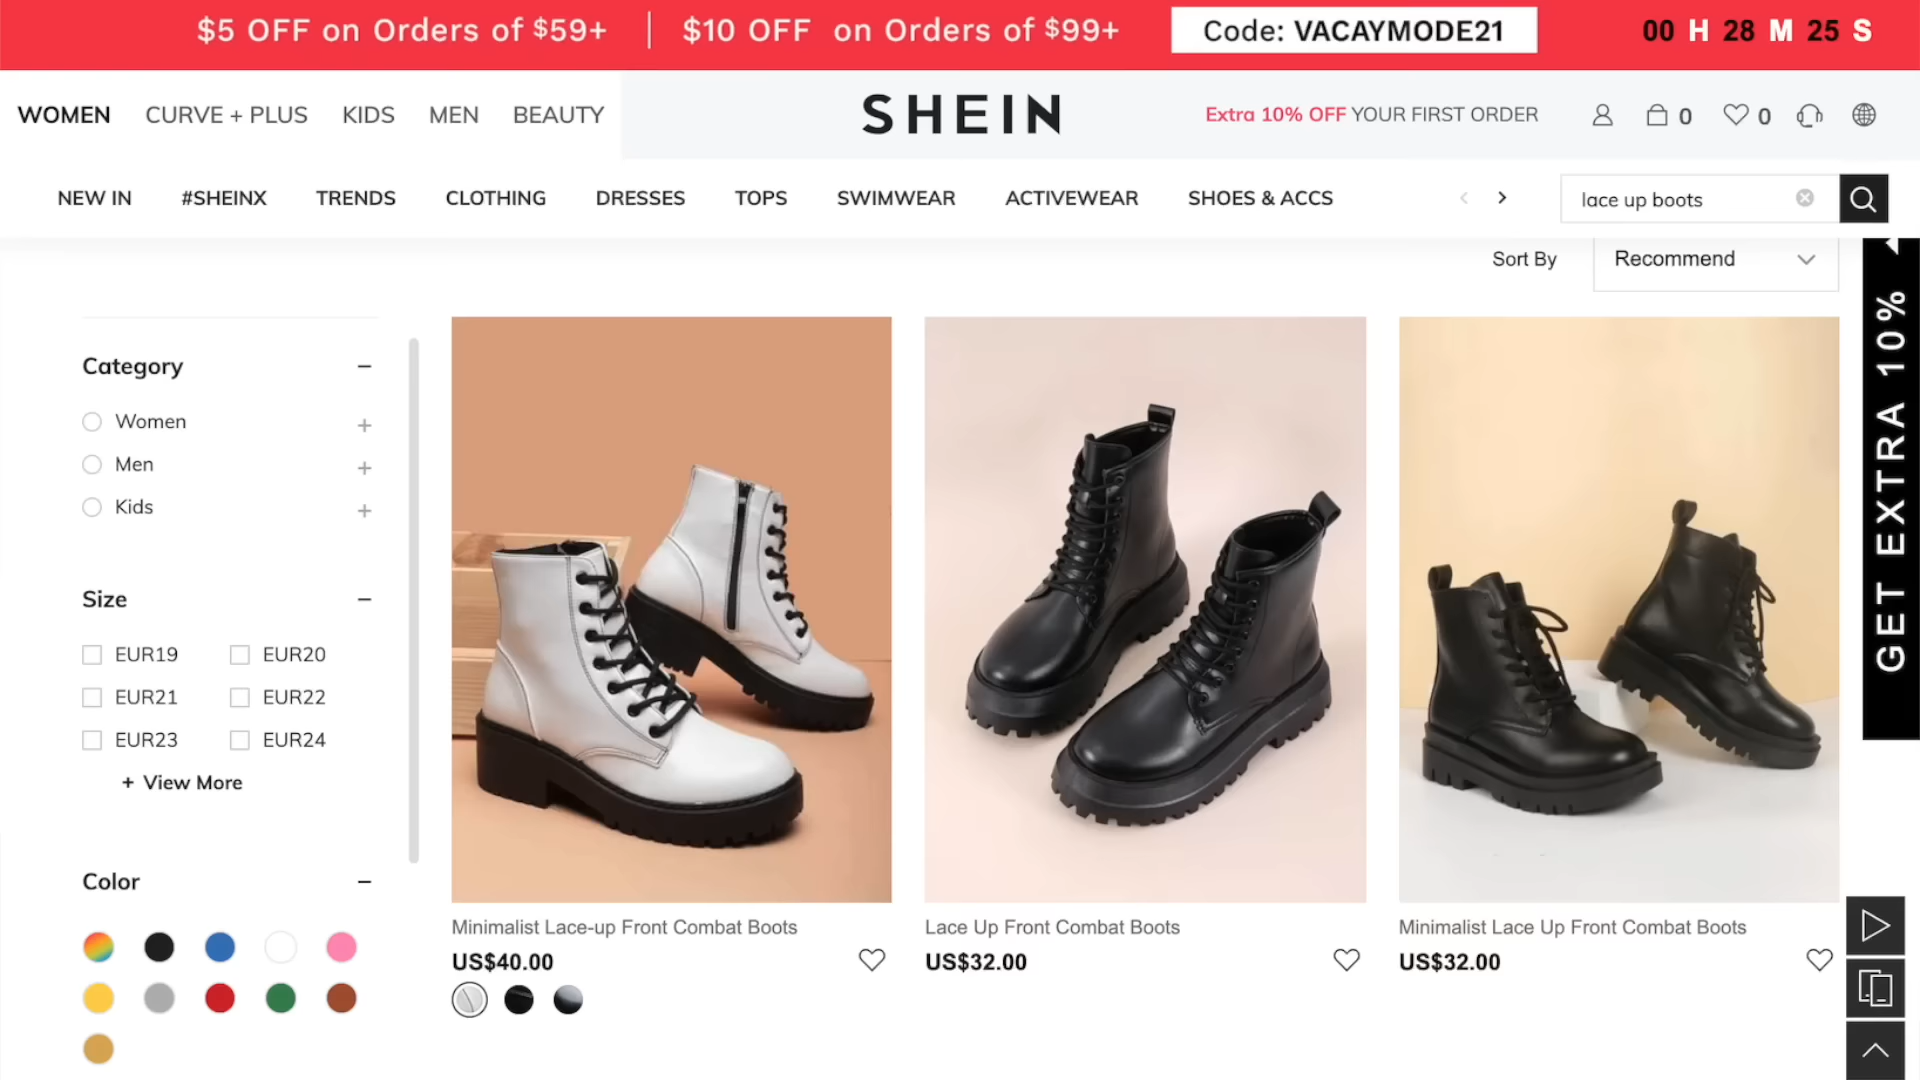 $5 OFF on Orders of $59+ | $10 OFF on Orders of $99+ Code: VACAYMODE21 00 H 28 M 25 S
WOMEN CURVE + PLUS KIDS MEN BEAUTY SHEIN Extra 10% OFF YOUR FIRST ORDER 0 0
NEW IN #SHEINX TRENDS CLOTHING DRESSES TOPS SWIMWEAR ACTIVEWEAR SHOES & ACCS lace up boots
Sort By Recommend
GET EXTRA 10%
Category
Women
Men
Kids
Size
EUR19 EUR20
EUR21 EUR22
EUR23 EUR24
+ View More
Color
Minimalist Lace-up Front Combat Boots
US$40.00
Lace Up Front Combat Boots
US$32.00
Minimalist Lace Up Front Combat Boots
US$32.00